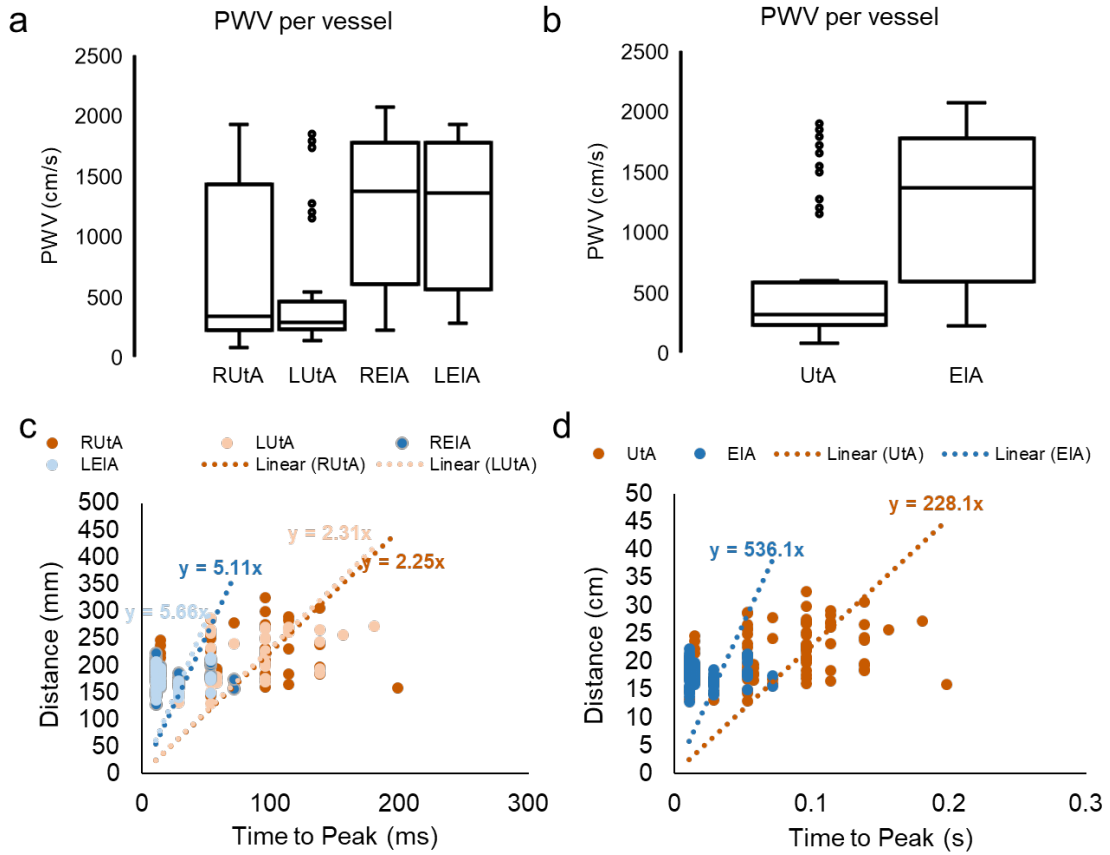 a
PWV per vessel
PWV (cm/s)
2500
2000
1500
1000
500
0
RUtA LUtA REIA LEIA
b
PWV per vessel
PWV (cm/s)
2500
2000
1500
1000
500
0
UtA EIA
c
RUtA LUtA REIA
LEIA Linear (RUtA) Linear (LUtA)
Distance (mm)
500
450
400
350
300
250
200
150
100
50
0
y = 2.31x
y = 5.11x
y = 2.25x
y = 5.66x
0 100 200 300
Time to Peak (ms)
d
UtA EIA Linear (UtA) Linear (EIA)
Distance (cm)
50
45
40
35
30
25
20
15
10
5
0
y = 228.1x
y = 536.1x
0 0.1 0.2 0.3
Time to Peak (s)